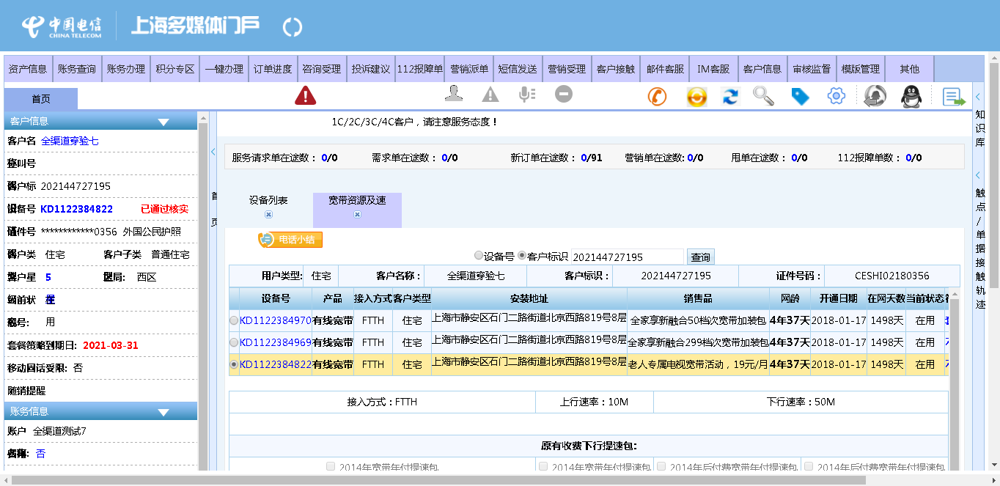 中国电信 CHINA TELECOM 上海多媒体门户
资产信息 账务查询 账务办理 积分专区 一键办理 订单进度 咨询受理 投诉建议 112报障单 营销派单 短信发送 营销受理 客户接触 邮件客服 IM客服 客户信息 审核监督 模版管理 其他
首页
客户信息
客户名 全渠道穿验七
客户标 202144727195
设备号 KD1122384822 已通过核实
证件号 ************0356 外国公民护照
客户类 住宅 客户子类 普通住宅
客户星 5 区局: 西区
用
套餐策略到期日: 2021-03-31
移动固话受限: 否
随销提醒
账务信息
账户 全渠道测试7
否
首页
1C/2C/3C/4C客户，请注意服务态度！
服务请求单在途数： 0/0 需求单在途数： 0/0 新订单在途数： 0/91 营销单在途数: 0/0 甩单在途数： 0/0 112报障单数： 0/0
设备列表 宽带资源及速
电话小结
设备号 客户标识 202144727195 查询
用户类型: 住宅 客户名称： 全渠道穿验七 客户标识： 202144727195 证件号码： CESHI02180356
设备号 产品 接入方式 客户类型 安装地址 销售品 网龄 开通日期 在网天数 当前状态
KD1122384970 有线宽带 FTTH 住宅 上海市静安区石门二路街道北京西路819号8层 全家享新融合50档次宽带加装包 4年37天 2018-01-17 1498天 在用
KD1122384969 有线宽带 FTTH 住宅 上海市静安区石门二路街道北京西路819号8层 全家享新融合299档次宽带加装包 4年37天 2018-01-17 1498天 在用
KD1122384822 有线宽带 FTTH 住宅 上海市静安区石门二路街道北京西路819号8层 老人专属电视宽带活动，19元/月 4年37天 2018-01-17 1498天 在用
接入方式：FTTH 上行速率：10M 下行速率：50M
原有收费下行提速包:
2014年宽带年付提速包 2014年宽带年付提速包 2014年后付费宽带年付提速包 2014年后付费宽带年付提速包
知识库
触点/单据接触轨迹